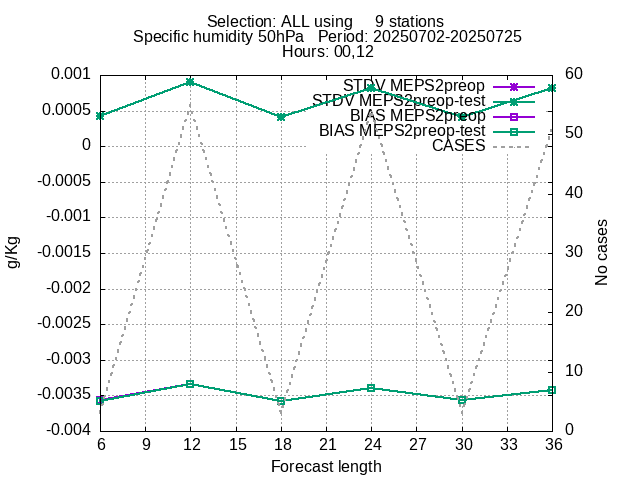 Selection: ALL using     9 stations
Specific humidity 50hPa   Period: 20250702-20250725
Hours: 00,12
0.001
0.0005
0
-0.0005
-0.001
-0.0015
-0.002
-0.0025
-0.003
-0.0035
-0.004
g/Kg
STDV MEPS2preop
STDV MEPS2preop-test
BIAS MEPS2preop
BIAS MEPS2preop-test
CASES
60
50
40
30
20
10
0
No cases
6 9 12 15 18 21 24 27 30 33 36
Forecast length